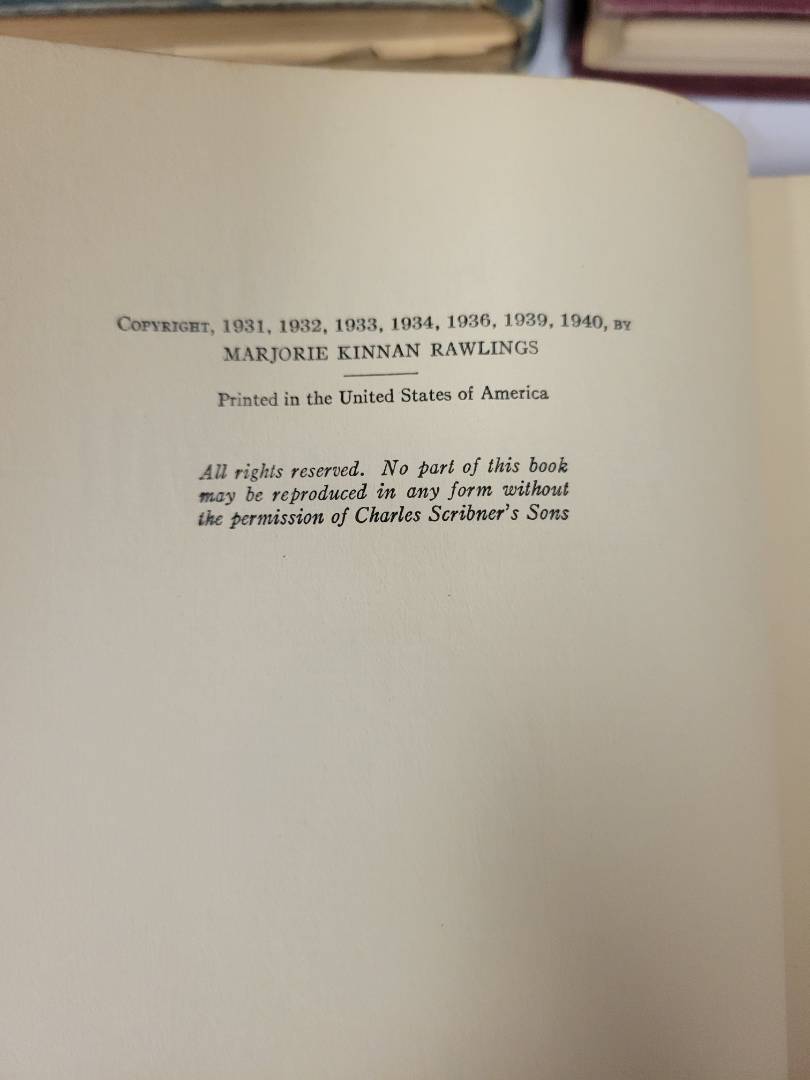 COPYRIGHT, 1931, 1932, 1933, 1934, 1936, 1939, 1940, BY
MARJORIE KINNAN RAWLINGS
Printed in the United States of America
All rights reserved. No part of this book
may be reproduced in any form without
the permission of Charles Scribner's Sons